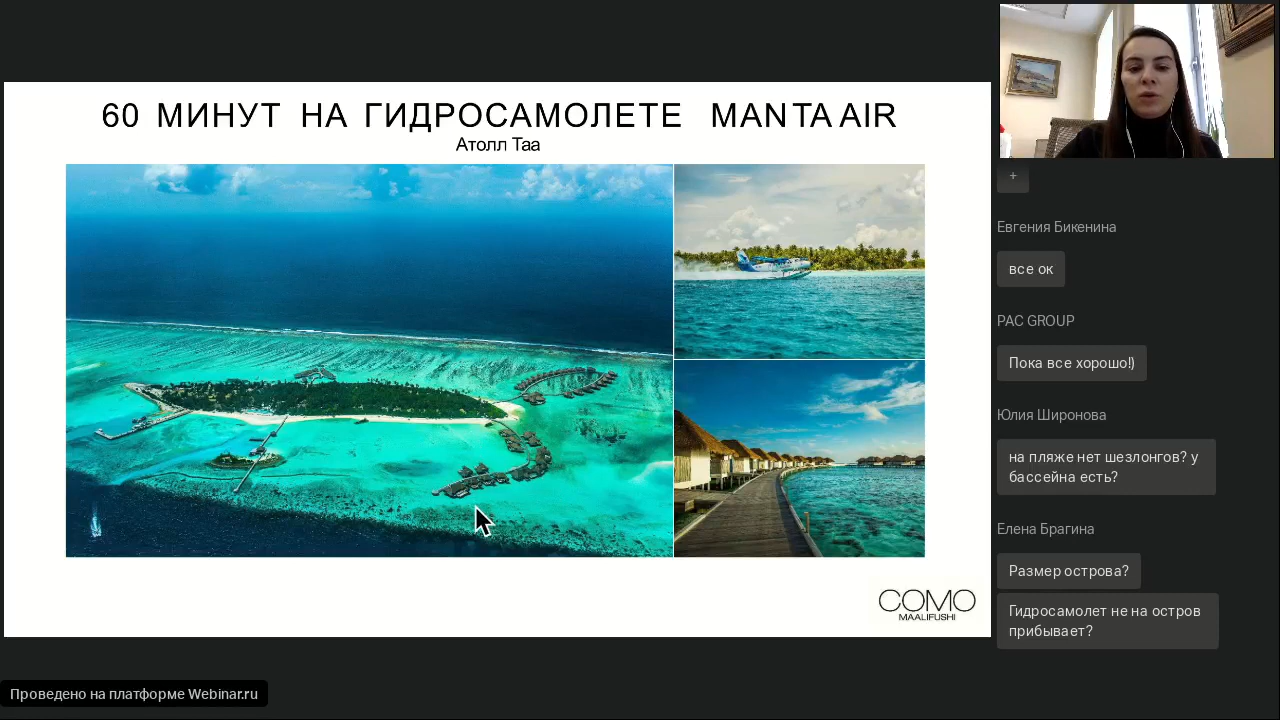 60 МИНУТ НА ГИДРОСАМОЛЕТЕ MANTA AIR
Атолл Таа
COMO
MAALIFUSHI
+
Евгения Бикенина
все ок
PAC GROUP
Пока все хорошо!)
Юлия Широнова
на пляже нет шезлонгов? у
бассейна есть?
Елена Брагина
Размер острова?
Гидросамолет не на остров
прибывает?
Проведено на платформе Webinar.ru